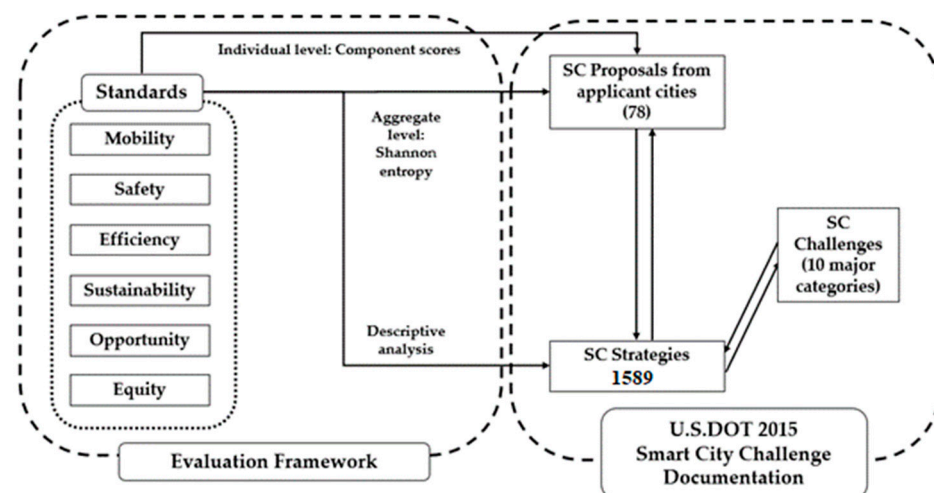 Individual level: Component scores
Standards
Mobility
Safety
Efficiency
Sustainability
Opportunity
Equity
Aggregate
level:
Shannon
entropy
Descriptive
analysis
Evaluation Framework
SC Proposals from
applicant cities
(78)
SC
Challenges
(10 major
categories)
SC Strategies
1589
U.S.DOT 2015
Smart City Challenge
Documentation